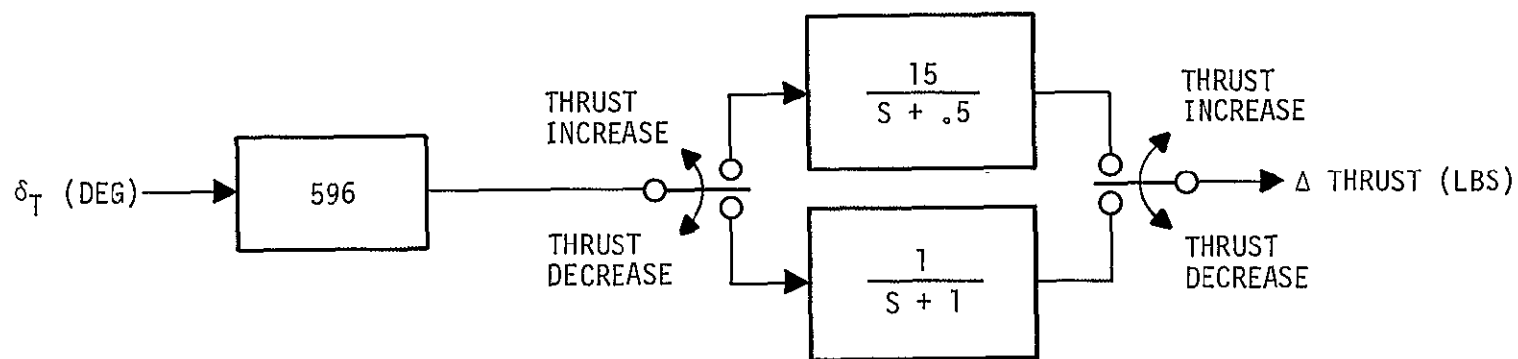 δT (DEG)
596
THRUST
INCREASE
THRUST
DECREASE
15
S + .5
1
S + 1
THRUST
INCREASE
THRUST
DECREASE
Δ THRUST (LBS)